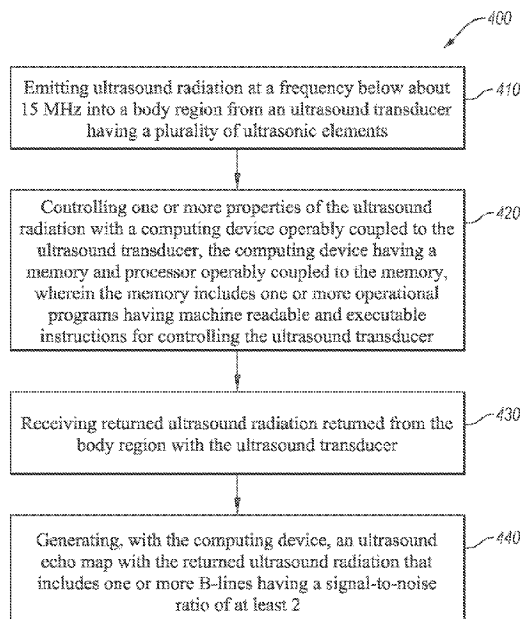 400
Emitting ultrasound radiation at a frequency below about
15 MHz into a body region from an ultrasound transducer
having a plurality of ultrasonic elements
410
Controlling one or more properties of the ultrasound
radiation with a computing device operably coupled to the
ultrasound transducer, the computing device having a
memory and processor operably coupled to the memory,
wherein the memory includes one or more operational
programs having machine readable and executable
instructions for controlling the ultrasound transducer
420
Receiving returned ultrasound radiation returned from the
body region with the ultrasound transducer
430
Generating, with the computing device, an ultrasound
echo map with the returned ultrasound radiation that
includes one or more B-lines having a signal-to-noise
ratio of at least 2
440